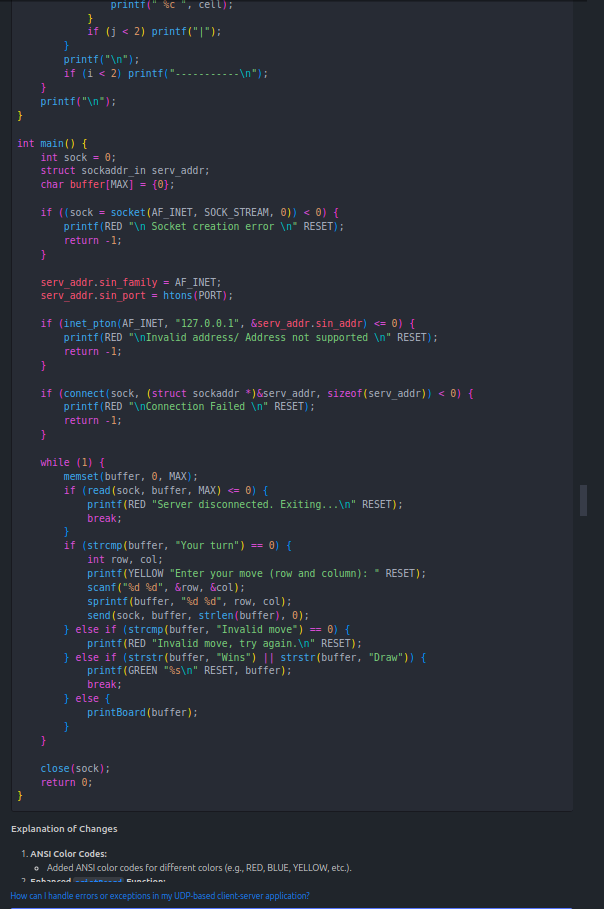 printf(" %c ", cell);
            }
            if (j < 2) printf("|");
        }
        printf("\n");
        if (i < 2) printf("-----------\n");
    }
    printf("\n");
}

int main() {
    int sock = 0;
    struct sockaddr_in serv_addr;
    char buffer[MAX] = {0};

    if ((sock = socket(AF_INET, SOCK_STREAM, 0)) < 0) {
        printf(RED "\n Socket creation error \n" RESET);
        return -1;
    }

    serv_addr.sin_family = AF_INET;
    serv_addr.sin_port = htons(PORT);

    if (inet_pton(AF_INET, "127.0.0.1", &serv_addr.sin_addr) <= 0) {
        printf(RED "\nInvalid address/ Address not supported \n" RESET);
        return -1;
    }

    if (connect(sock, (struct sockaddr *)&serv_addr, sizeof(serv_addr)) < 0) {
        printf(RED "\nConnection Failed \n" RESET);
        return -1;
    }

    while (1) {
        memset(buffer, 0, MAX);
        if (read(sock, buffer, MAX) <= 0) {
            printf(RED "Server disconnected. Exiting...\n" RESET);
            break;
        }
        if (strcmp(buffer, "Your turn") == 0) {
            int row, col;
            printf(YELLOW "Enter your move (row and column): " RESET);
            scanf("%d %d", &row, &col);
            sprintf(buffer, "%d %d", row, col);
            send(sock, buffer, strlen(buffer), 0);
        } else if (strcmp(buffer, "Invalid move") == 0) {
            printf(RED "Invalid move, try again.\n" RESET);
        } else if (strstr(buffer, "Wins") || strstr(buffer, "Draw")) {
            printf(GREEN "%s\n" RESET, buffer);
            break;
        } else {
            printBoard(buffer);
        }
    }

    close(sock);
    return 0;
}
Explanation of Changes
1. ANSI Color Codes:
Added ANSI color codes for different colors (e.g., RED, BLUE, YELLOW, etc.).
2. Enhanced printBoard Function:
How can I handle errors or exceptions in my UDP-based client-server application?